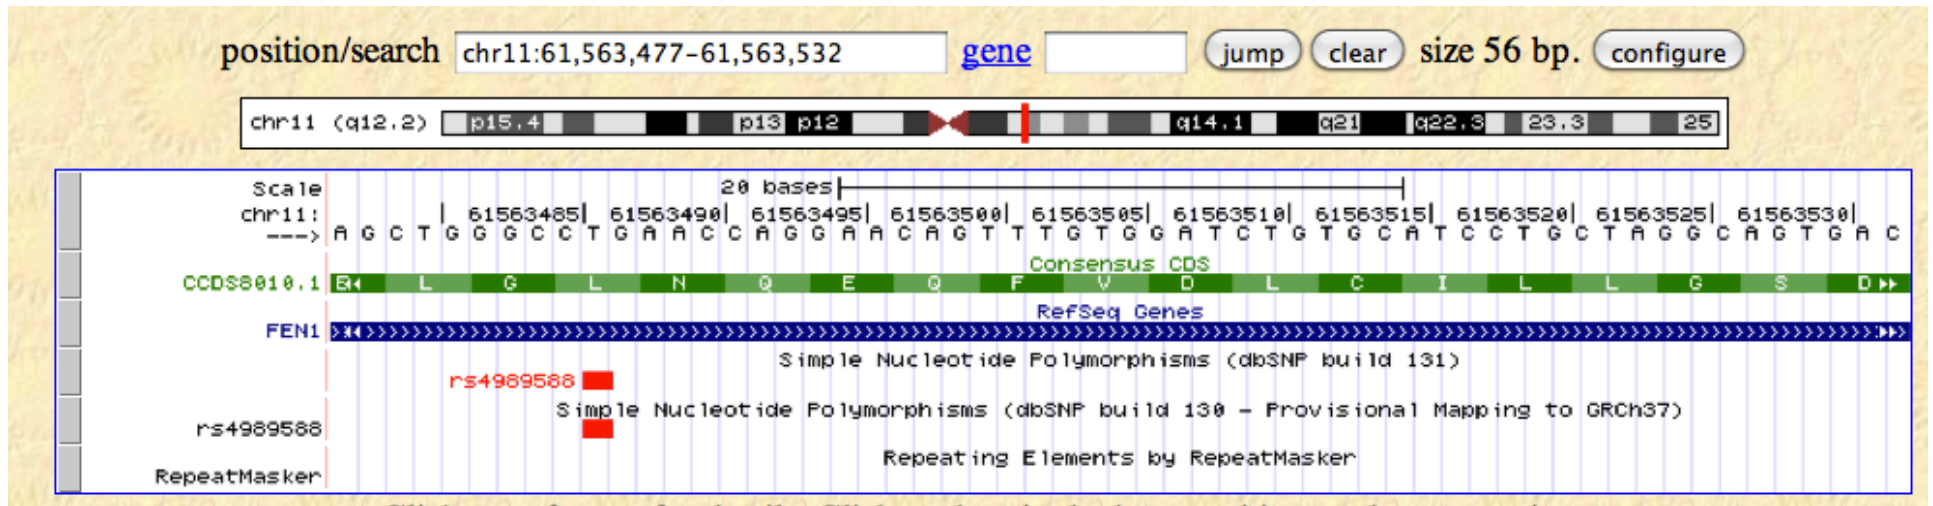 position/search chr11:61,563,477-61,563,532 gene jump clear size 56 bp. configure
chr11 (q12.2) p15.4 p13 p12 q14.1 q21 q22.3 23.3 25
Scale 20 bases
chr11: | 61563485| 61563490| 61563495| 61563500| 61563505| 61563510| 61563515| 61563520| 61563525| 61563530|
---> A G C T G G G C C T G A A C C A G G A A C A G T T T G T G G A T C T G T G C A T C C T G C T A G G C A G T G A C
Consensus CDS
CCDS8010.1 E L G L N Q E Q F V D L C I L L G S D
RefSeq Genes
FEN1
Simple Nucleotide Polymorphisms (dbSNP build 131)
rs4989588
Simple Nucleotide Polymorphisms (dbSNP build 130 - Provisional Mapping to GRCh37)
rs4989588
Repeating Elements by RepeatMasker
RepeatMasker